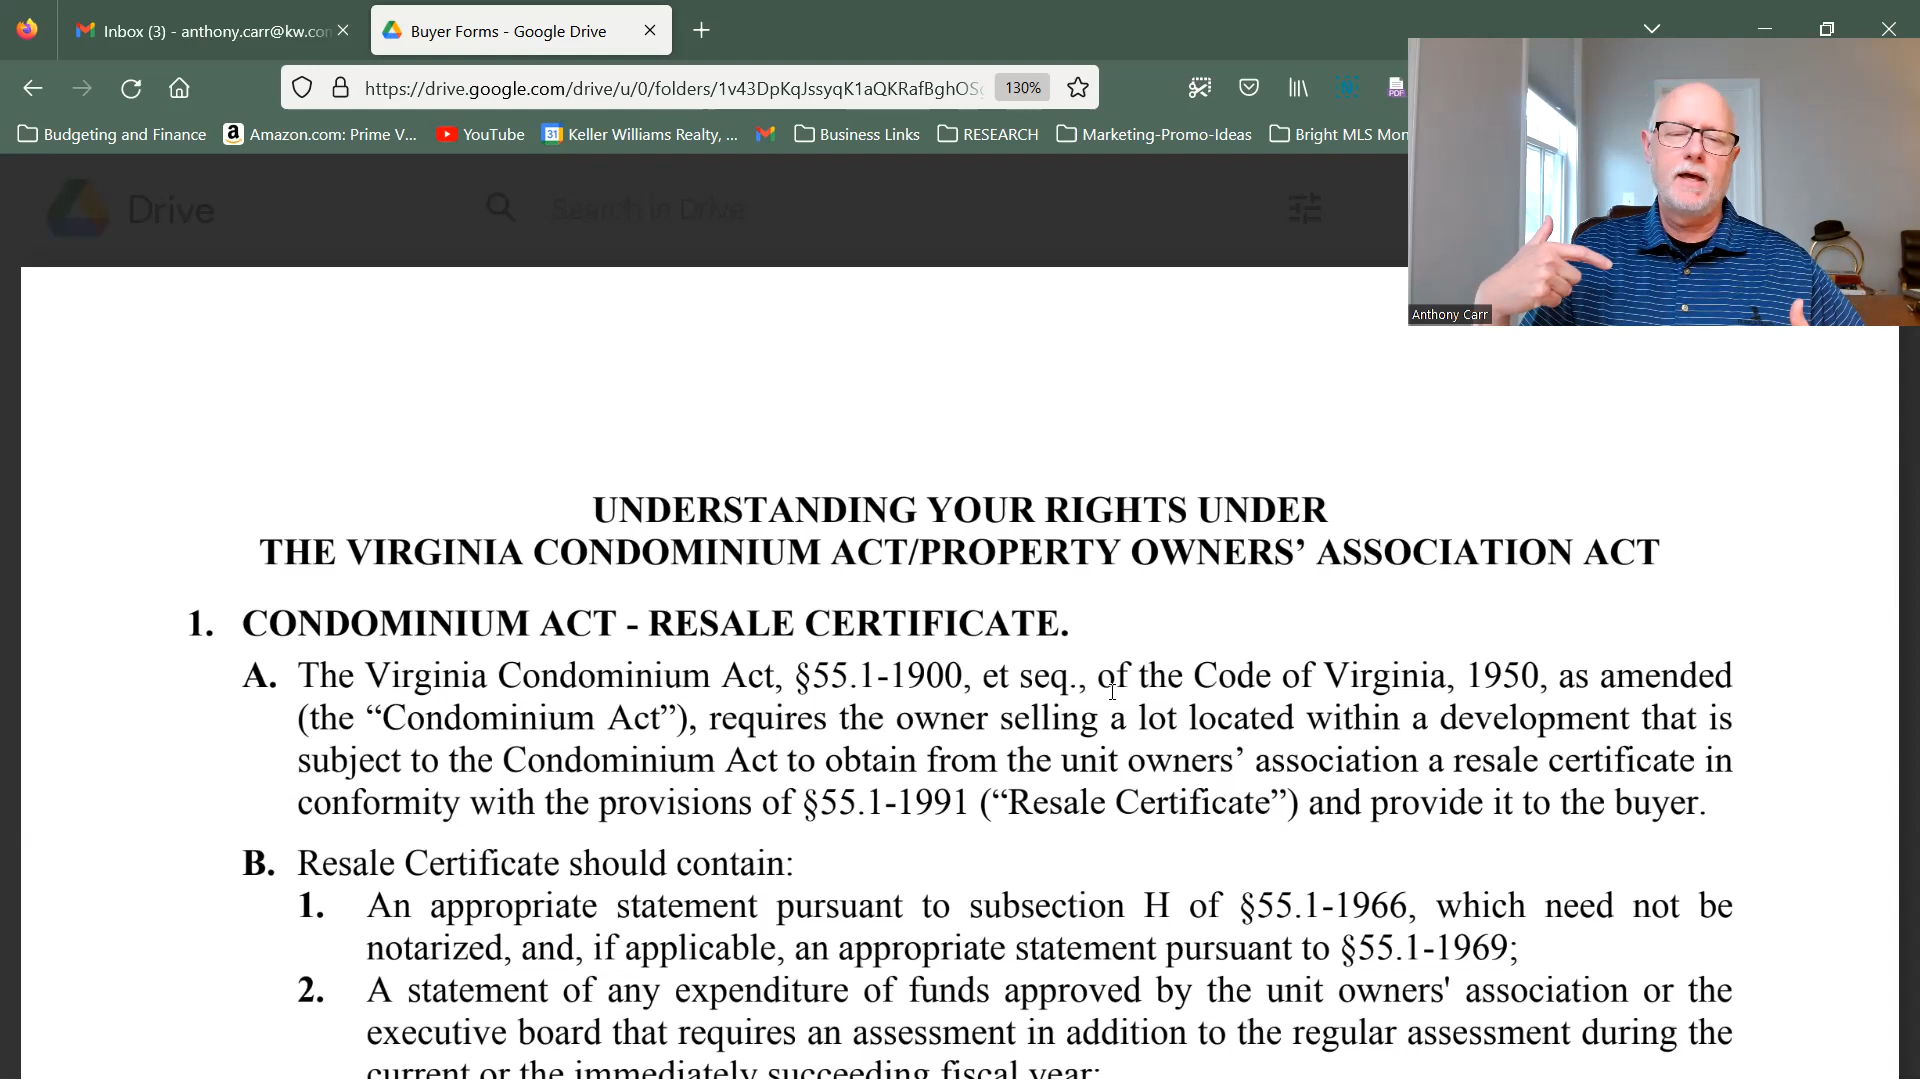 Inbox (3) - anthony.carr@kw.con
Buyer Forms - Google Drive
https://drive.google.com/drive/u/0/folders/1v43DpKqJssyqK1aQKRafBghOS
130%
Budgeting and Finance
Amazon.com: Prime V...
YouTube
31
Keller Williams Realty, ...
Business Links
RESEARCH
Marketing-Promo-Ideas
Bright MLS Mon
PDF
Drive
Search in Drive
Anthony Carr
UNDERSTANDING YOUR RIGHTS UNDER
THE VIRGINIA CONDOMINIUM ACT/PROPERTY OWNERS’ ASSOCIATION ACT
1. CONDOMINIUM ACT - RESALE CERTIFICATE.
A. The Virginia Condominium Act, §55.1-1900, et seq., of the Code of Virginia, 1950, as amended
(the “Condominium Act”), requires the owner selling a lot located within a development that is
subject to the Condominium Act to obtain from the unit owners’ association a resale certificate in
conformity with the provisions of §55.1-1991 (“Resale Certificate”) and provide it to the buyer.
B. Resale Certificate should contain:
1. An appropriate statement pursuant to subsection H of §55.1-1966, which need not be
notarized, and, if applicable, an appropriate statement pursuant to §55.1-1969;
2. A statement of any expenditure of funds approved by the unit owners' association or the
executive board that requires an assessment in addition to the regular assessment during the
current or the immediately succeeding fiscal year;